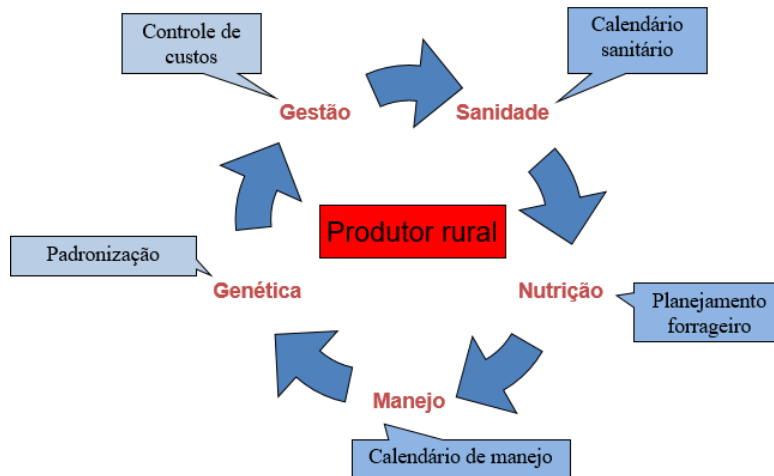 Controle de
custos
Calendário
sanitário
Gestão
Sanidade
Produtor rural
Padronização
Genética
Nutrição
Planejamento
forrageiro
Manejo
Calendário de manejo